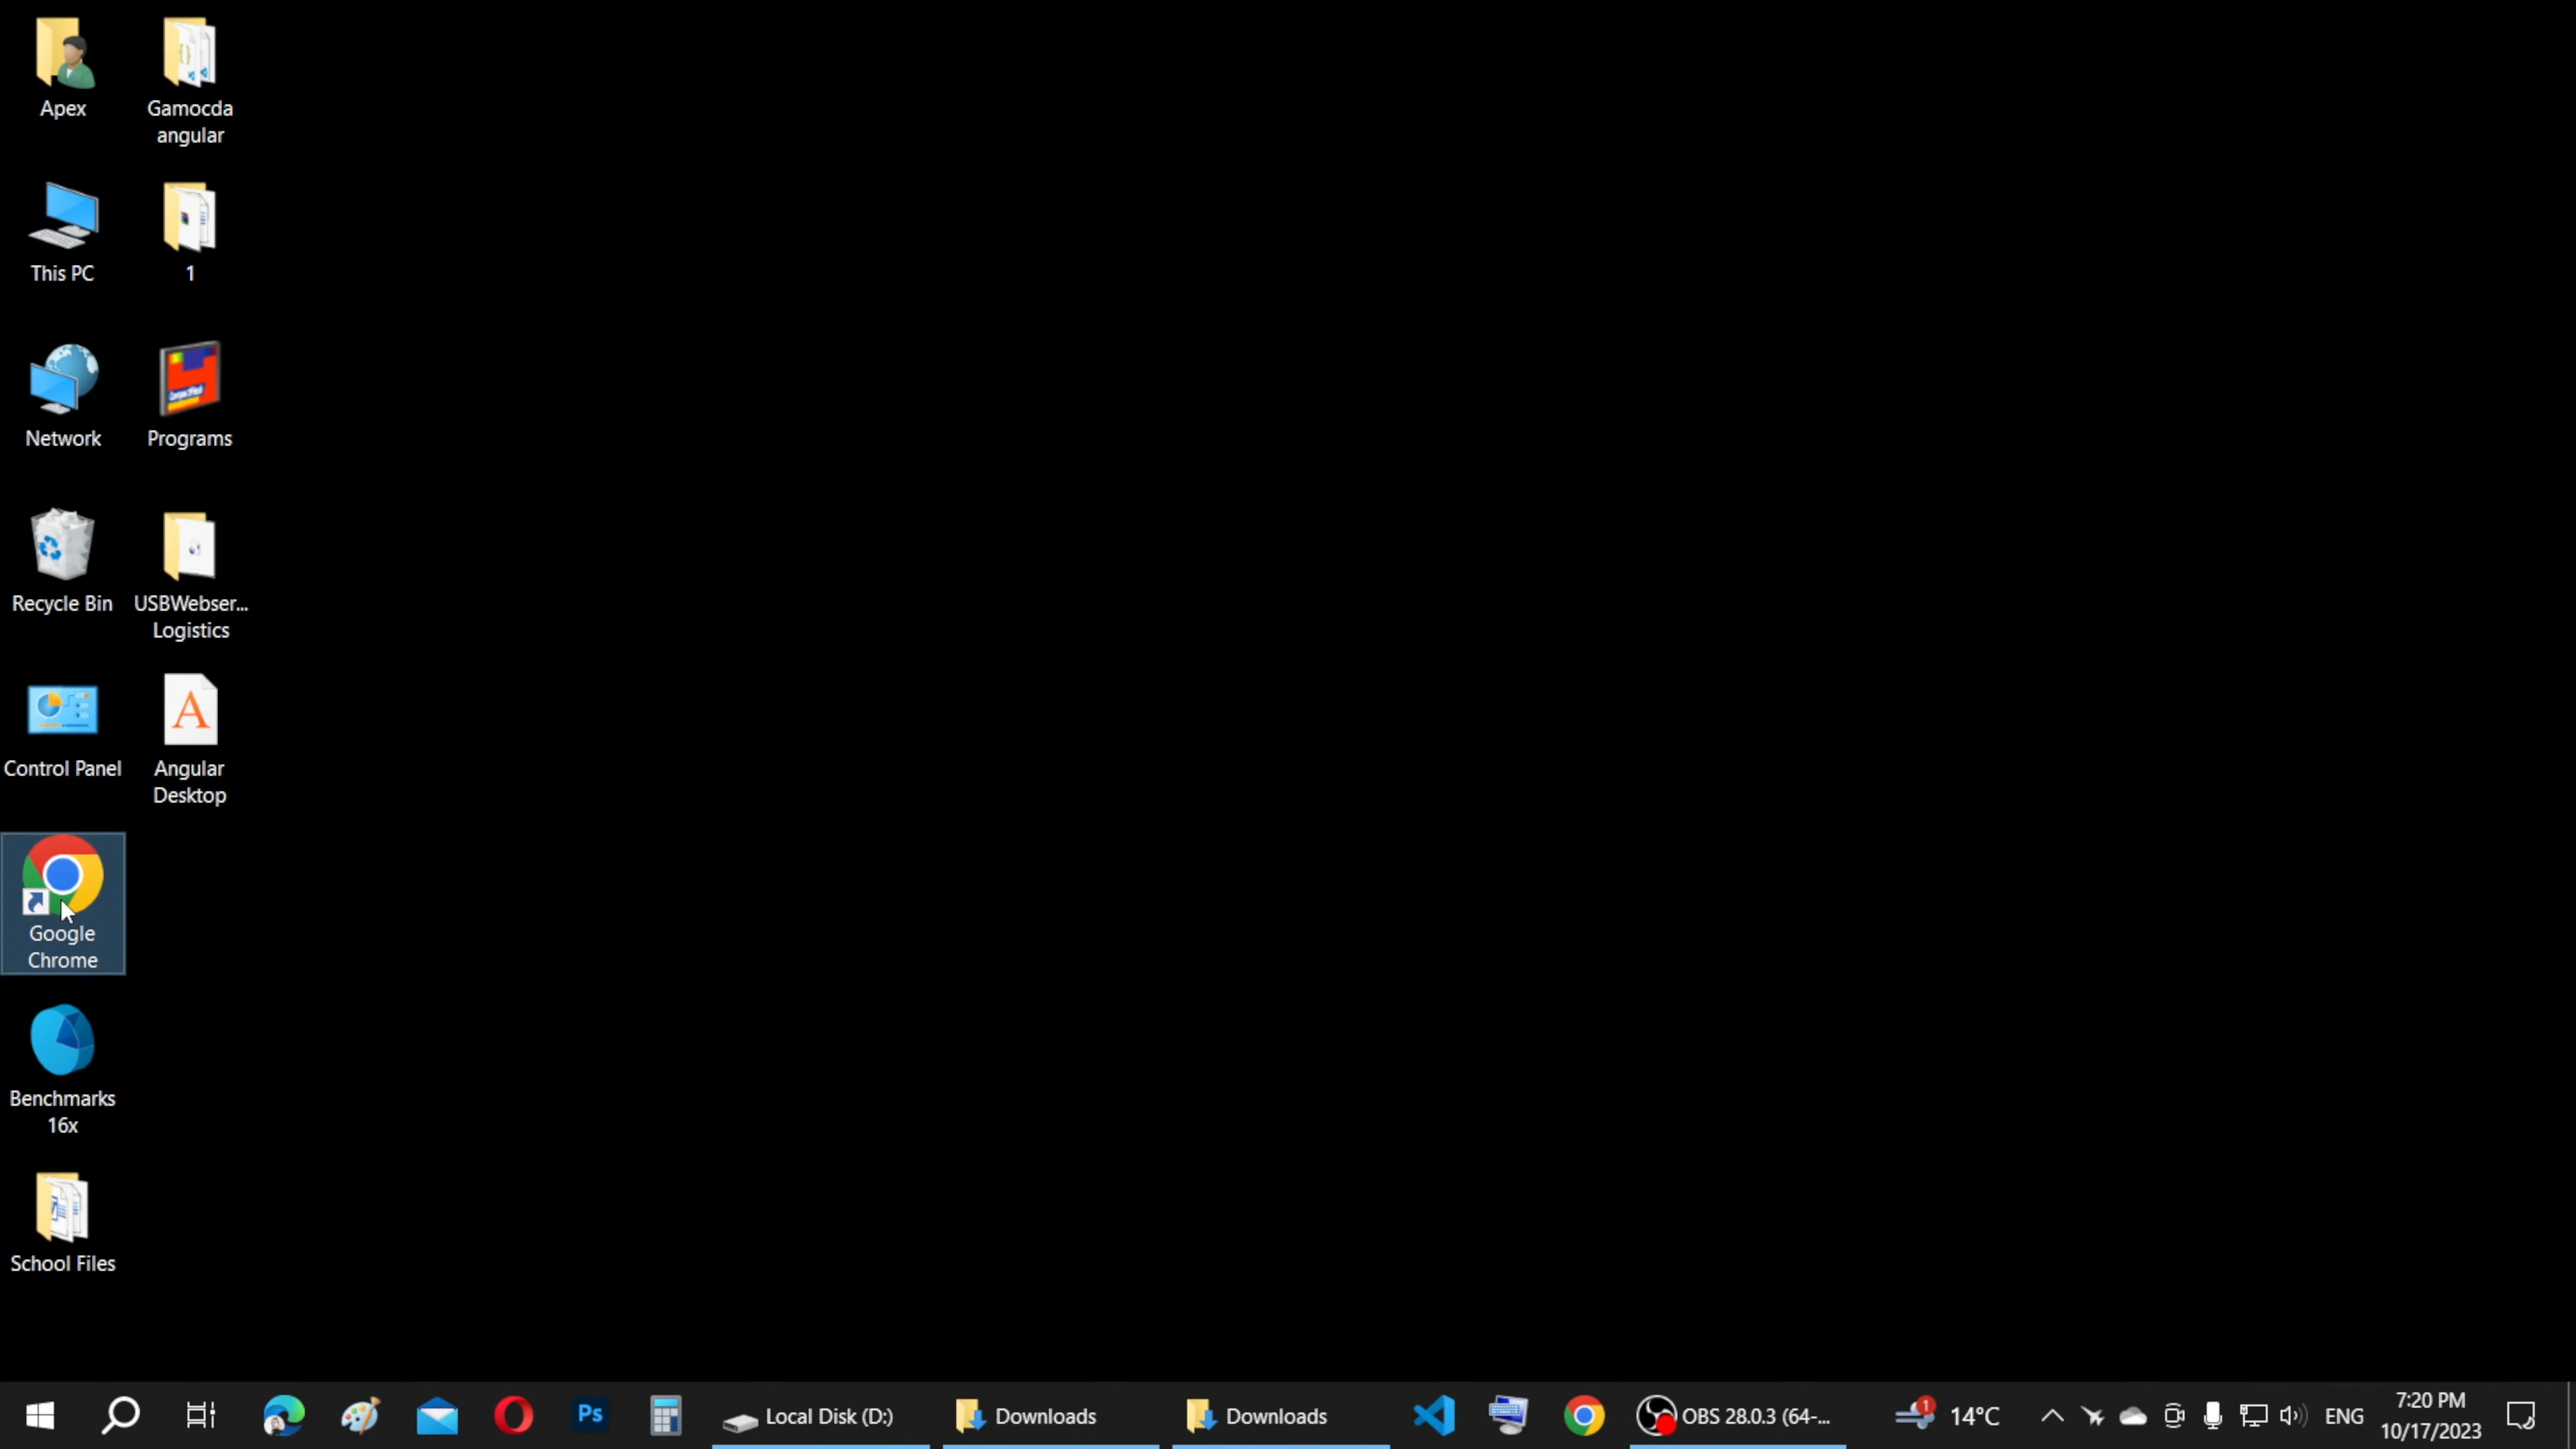 Apex
Gamocda
angular
This PC
1
Network
Programs
Recycle Bin
USBWebser...
Logistics
Control Panel
Angular
Desktop
Google
Chrome
Benchmarks
16x
School Files
Ps
Local Disk (D:)
Downloads
Downloads
OBS 28.0.3 (64-...
1
14°C
ENG
7:20 PM
10/17/2023